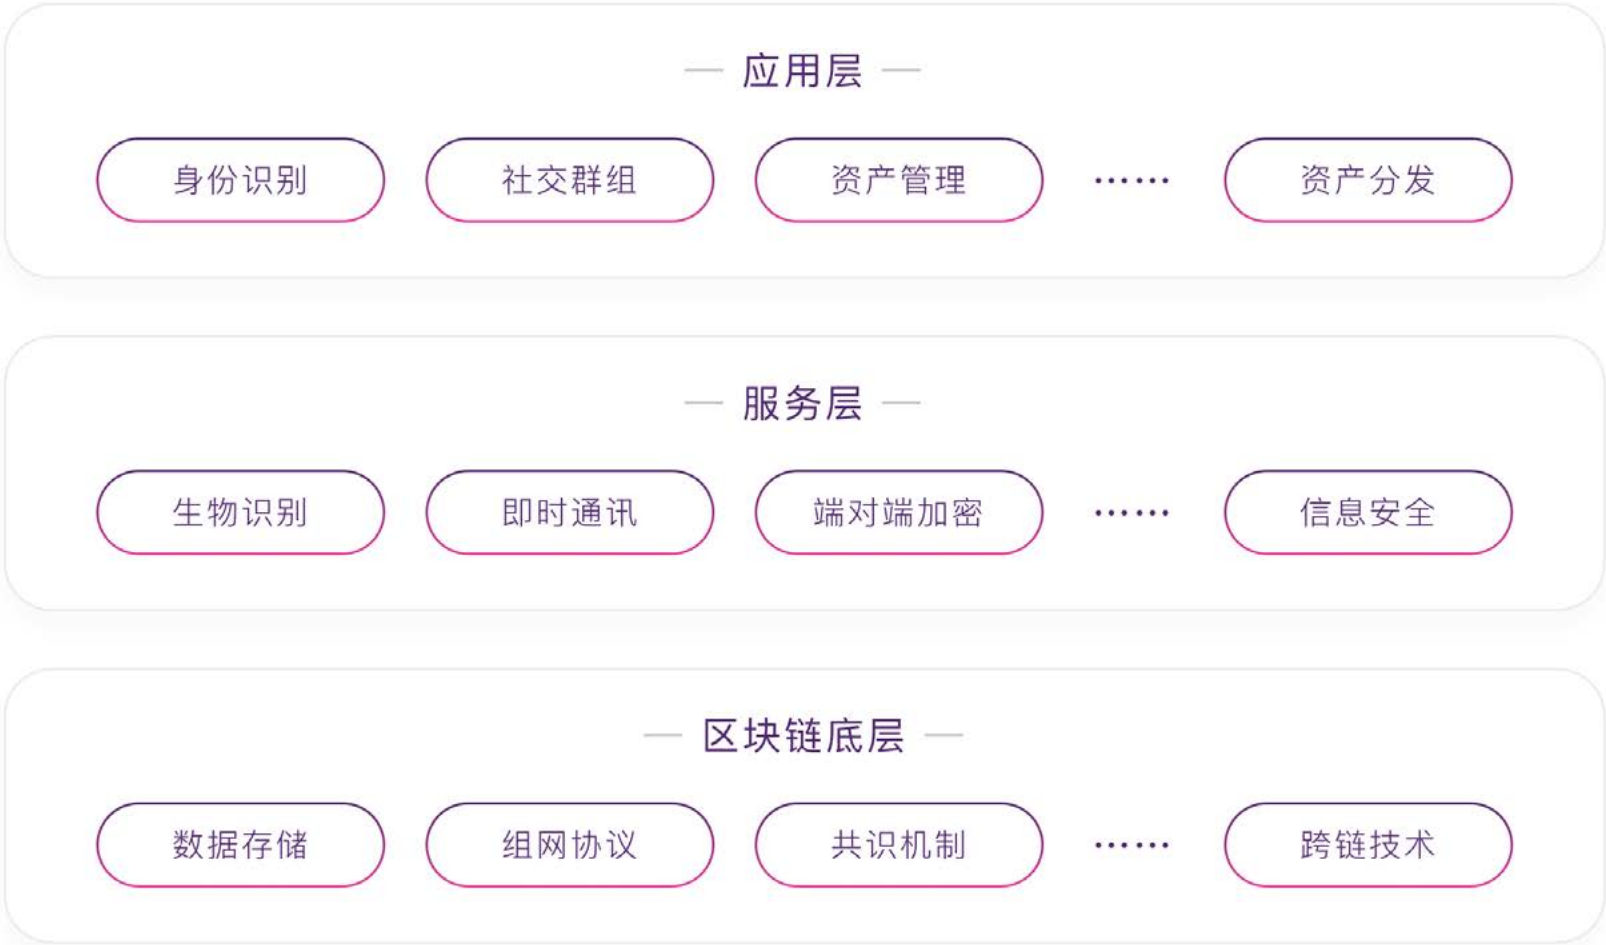 应用层
身份识别 社交群组 资产管理 …… 资产分发
服务层
生物识别 即时通讯 端对端加密 …… 信息安全
区块链底层
数据存储 组网协议 共识机制 …… 跨链技术